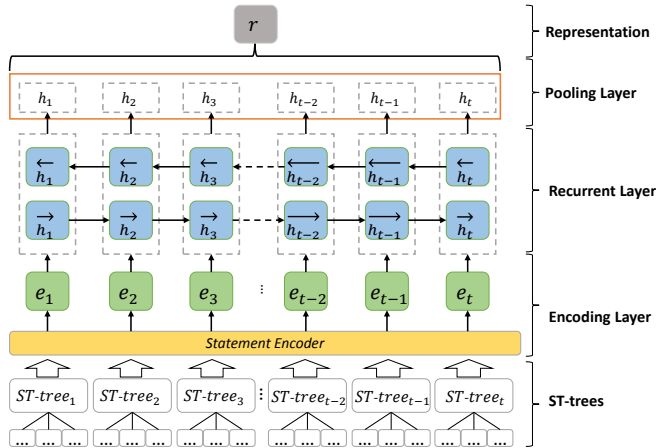 r
Representation
h₁ h₂ h₃ hₜ₋₂ hₜ₋₁ hₜ
Pooling Layer
←h₁ ←h₂ ←h₃ ←hₜ₋₂ ←hₜ₋₁ ←hₜ
Recurrent Layer
→h₁ →h₂ →h₃ →hₜ₋₂ →hₜ₋₁ →hₜ
e₁ e₂ e₃ ⋮ eₜ₋₂ eₜ₋₁ eₜ
Encoding Layer
Statement Encoder
ST-tree₁ ST-tree₂ ST-tree₃ ⋮ ST-treeₜ₋₂ ST-treeₜ₋₁ ST-treeₜ
ST-trees
... ... ... ... ... ... ... ... ... ... ... ... ... ... ... ... ... ...